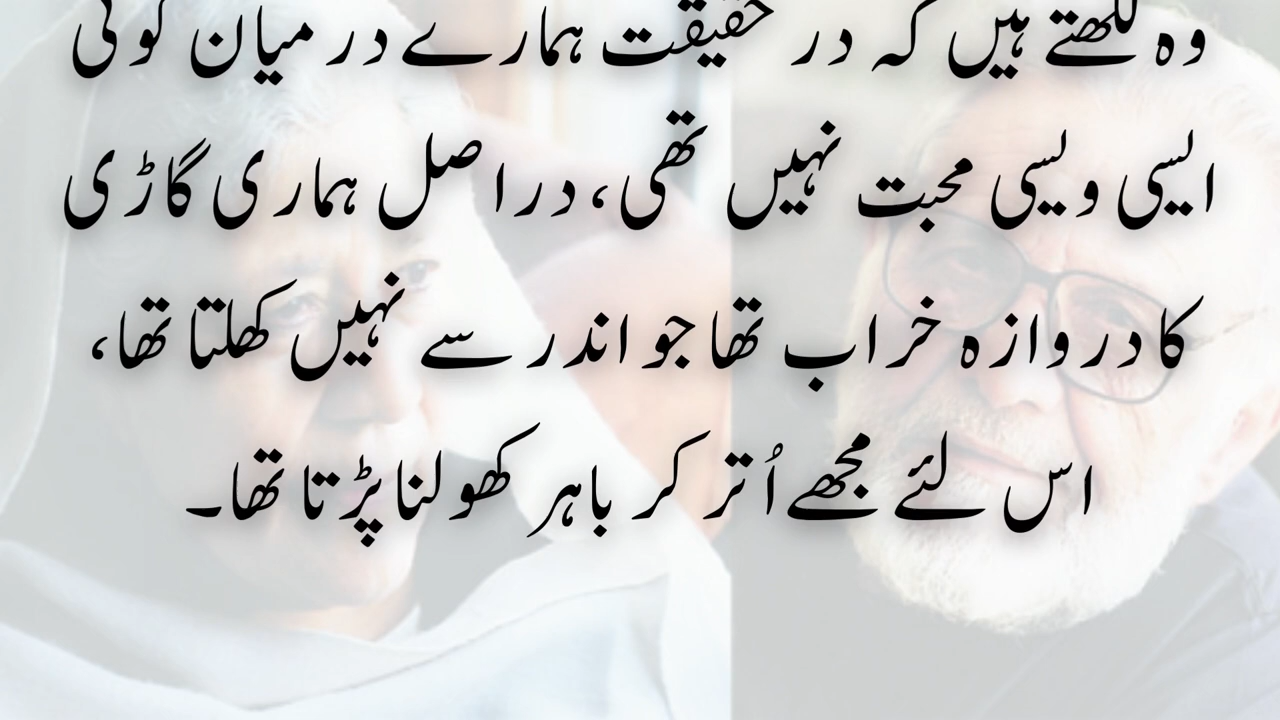 وہ لکھتے ہیں کہ در حقیقت ہمارے درمیان کوئی
ایسی ویسی محبت نہیں تھی، دراصل ہماری گاڑی
کا دروازہ خراب تھا جو اندر سے نہیں کھلتا تھا،
اس لئے مجھے اُتر کر باہر کھولنا پڑتا تھا۔